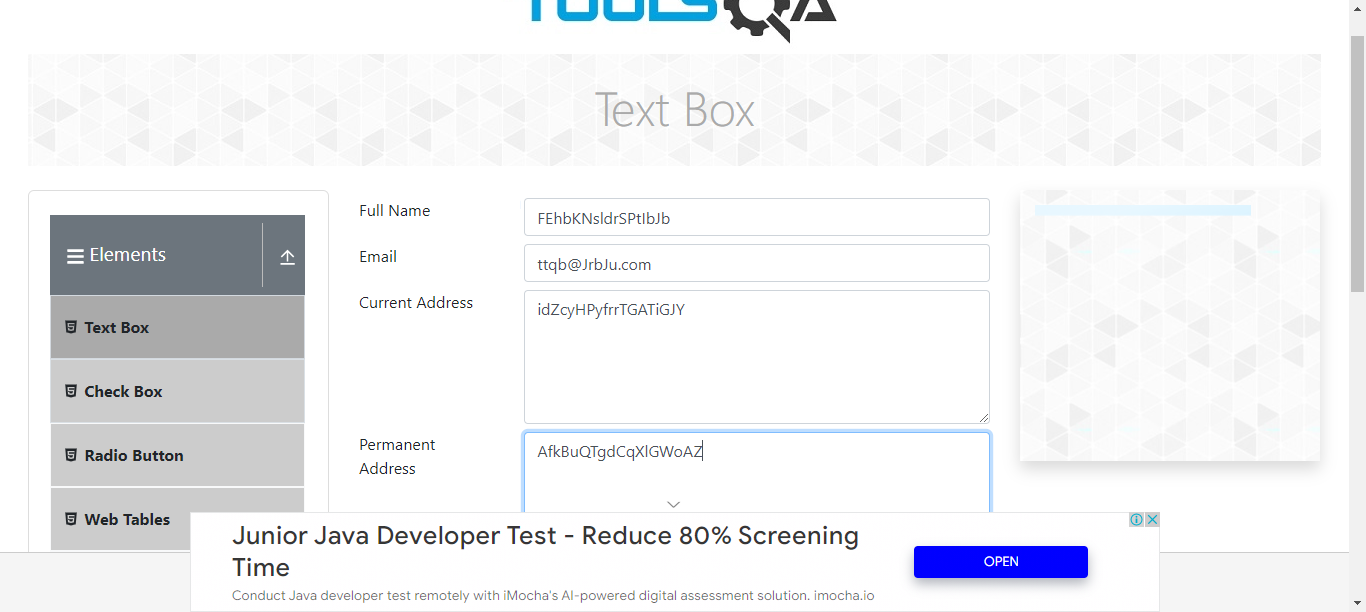 TOOLSQA
Text Box
Elements
Text Box
Check Box
Radio Button
Web Tables
Full Name
FEhbKNsldrSPtIbJb
Email
ttqb@JrbJu.com
Current Address
idZcyHPyfrrTGATiGJY
Permanent
Address
AfkBuQTgdCqXlGWoAZ
Junior Java Developer Test - Reduce 80% Screening
Time
Conduct Java developer test remotely with iMocha's AI-powered digital assessment solution. imocha.io
OPEN